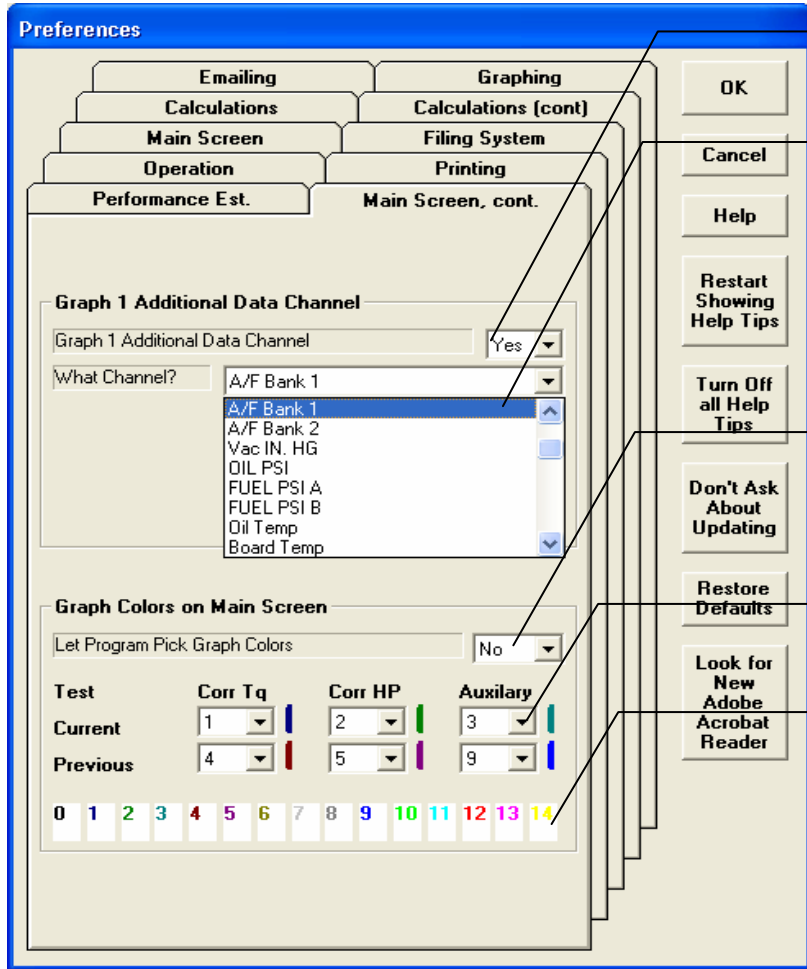 Preferences
Emailing
Graphing
Calculations
Calculations (cont)
Main Screen
Filing System
Operation
Printing
Performance Est.
Main Screen, cont.
OK
Cancel
Help
Restart
Showing
Help Tips
Turn Off
all Help
Tips
Don't Ask
About
Updating
Restore
Defaults
Look for
New
Adobe
Acrobat
Reader
Graph 1 Additional Data Channel
Graph 1 Additional Data Channel
Yes
What Channel?
A/F Bank 1
A/F Bank 1
A/F Bank 2
Vac IN. HG
OIL PSI
FUEL PSI A
FUEL PSI B
Oil Temp
Board Temp
Graph Colors on Main Screen
Let Program Pick Graph Colors
No
Test Corr Tq Corr HP Auxilary
Current 1 2 3
Previous 4 5 9
0 1 2 3 4 5 6 7 8 9 10 11 12 13 14